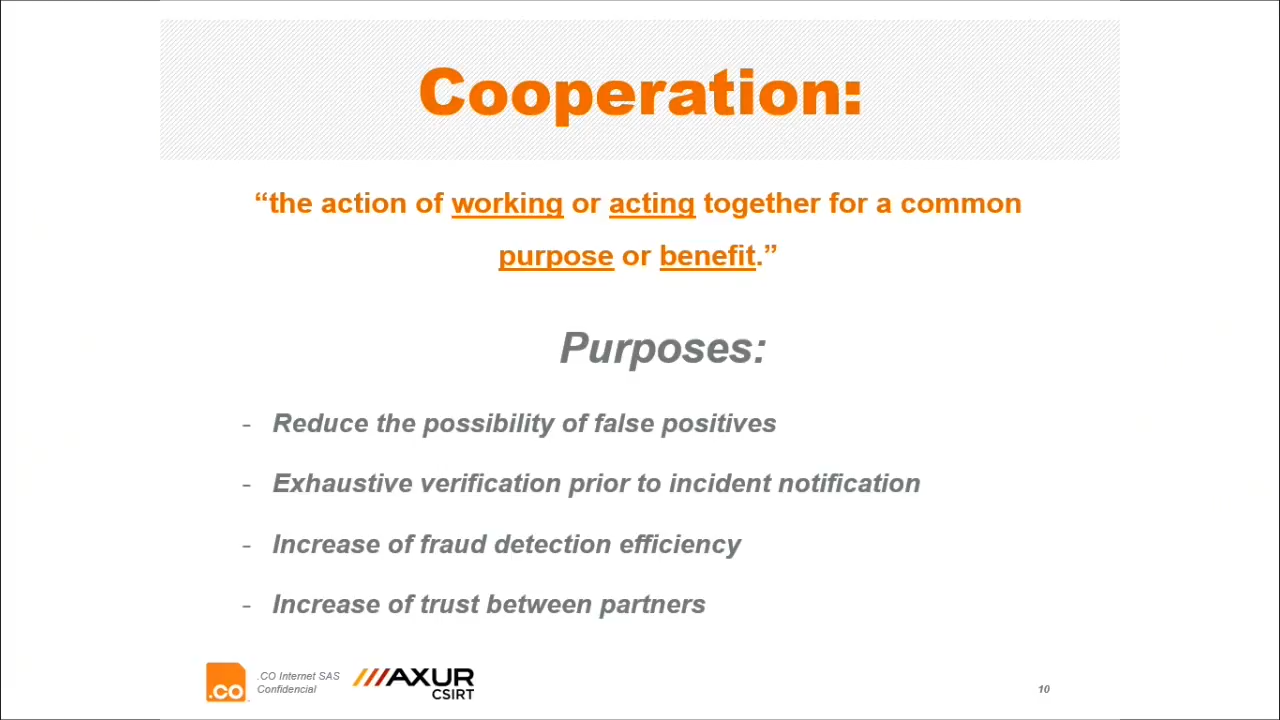 Cooperation:
“the action of working or acting together for a common
purpose or benefit.”
Purposes:
- Reduce the possibility of false positives
- Exhaustive verification prior to incident notification
- Increase of fraud detection efficiency
- Increase of trust between partners
.co
.CO Internet SAS
Confidencial
AXUR
CSIRT
10